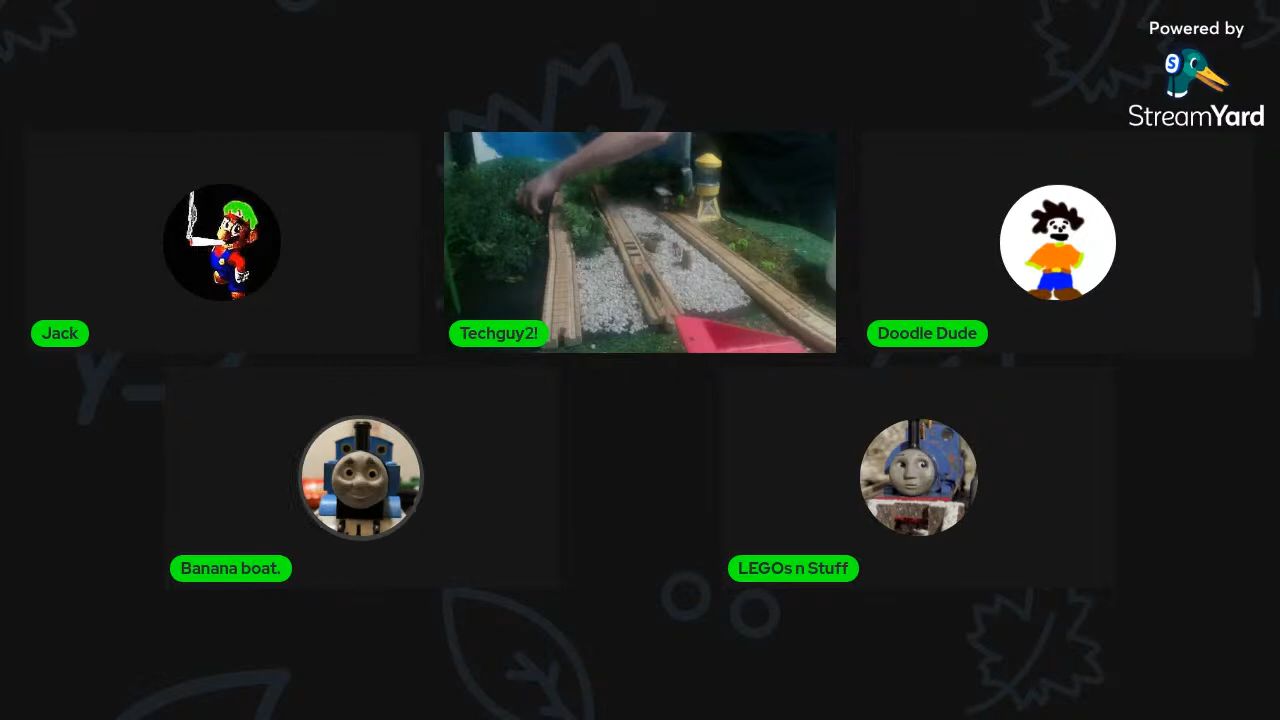 Powered by
StreamYard
Jack
Techguy2!
Doodle Dude
Banana boat.
LEGOs n Stuff